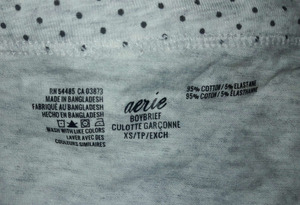 RN 54485 CA 03873
MADE IN BANGLADESH
FABRIQUÉ AU BANGLADESH
HECHO EN BANGLADESH
WASH WITH LIKE COLORS
LAVER AVEC DES
COULEURS SIMILAIRES
aerie
BOYBRIEF
CULOTTE GARÇONNE
XS/TP/ECH
95% COTTON/5% ELASTANE
95% COTON/5% ÉLASTHANNE